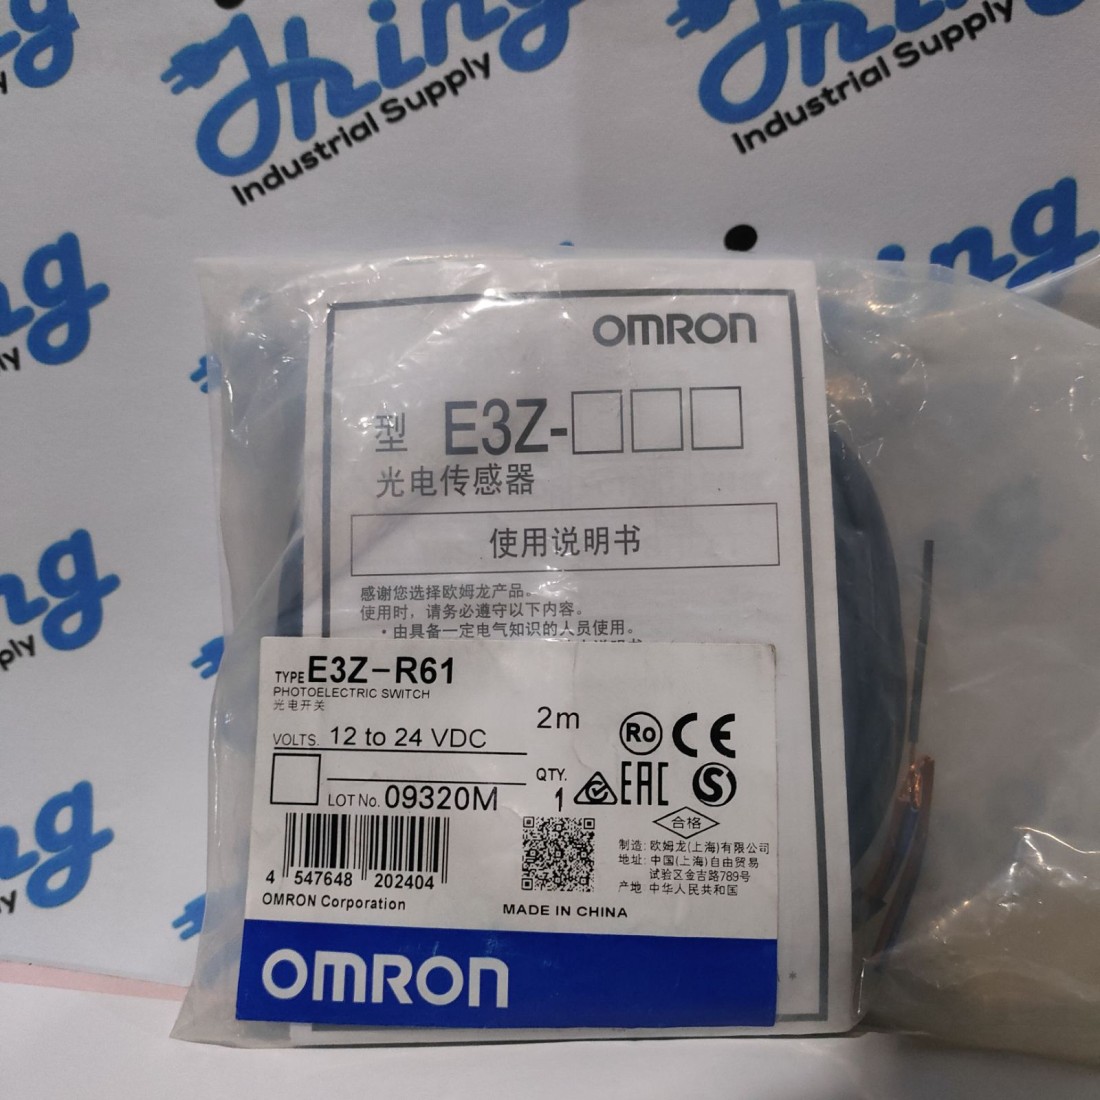 Jhing
Industrial Supply
Jhing
Industrial Supply
OMRON
型 E3Z-□□□
光电传感器
使用说明书
感谢您选择欧姆龙产品。
使用时，请务必遵守以下内容。
・由具备一定电气知识的人员使用。
TYPE E3Z-R61
PHOTOELECTRIC SWITCH
光电开关
2m
VOLTS. 12 to 24 VDC
QTY.
1
LOT No. 09320M
Ro CE
EAC S
合格
制造: 欧姆龙(上海)有限公司
地址: 中国(上海)自由贸易
试验区金吉路789号
产地: 中华人民共和国
4 547648 202404
OMRON Corporation
MADE IN CHINA
OMRON